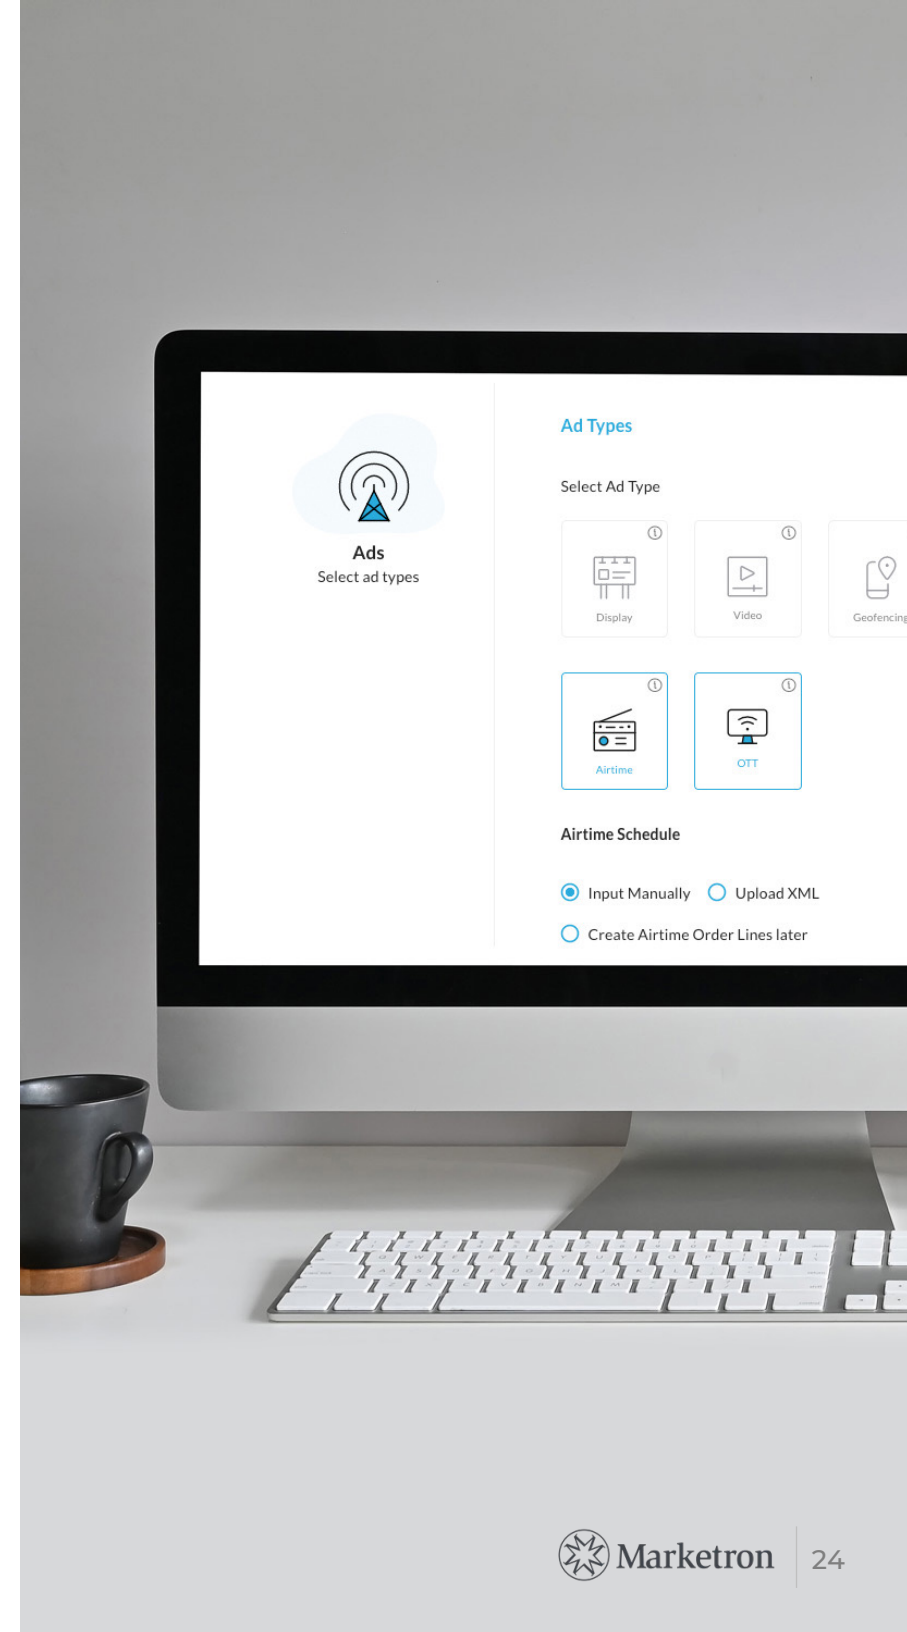 Ad Types
Select Ad Type
Ads
Select ad types
Display
Video
Geofencing
Airtime
OTT
Airtime Schedule
Input Manually
Upload XML
Create Airtime Order Lines later
Marketron
24